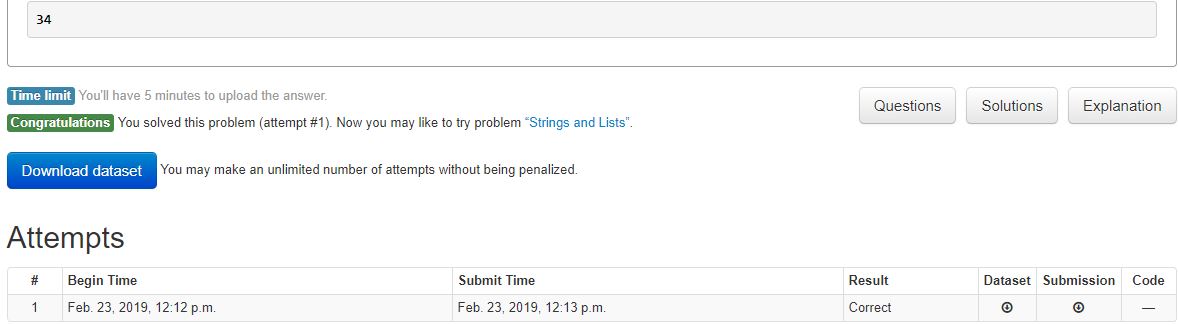 34
Time limit You'll have 5 minutes to upload the answer.
Questions Solutions Explanation
Congratulations You solved this problem (attempt #1). Now you may like to try problem “Strings and Lists”.
Download dataset You may make an unlimited number of attempts without being penalized.
Attempts
# Begin Time Submit Time Result Dataset Submission Code
1 Feb. 23, 2019, 12:12 p.m. Feb. 23, 2019, 12:13 p.m. Correct —